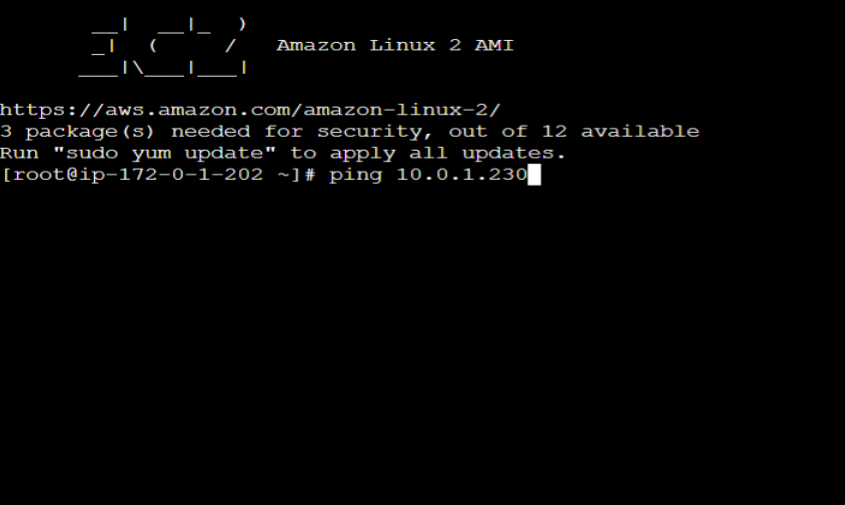 __|  __|_  )
       _|  (     /   Amazon Linux 2 AMI
      ___|\___|___|
https://aws.amazon.com/amazon-linux-2/
3 package(s) needed for security, out of 12 available
Run "sudo yum update" to apply all updates.
[root@ip-172-0-1-202 ~]# ping 10.0.1.230